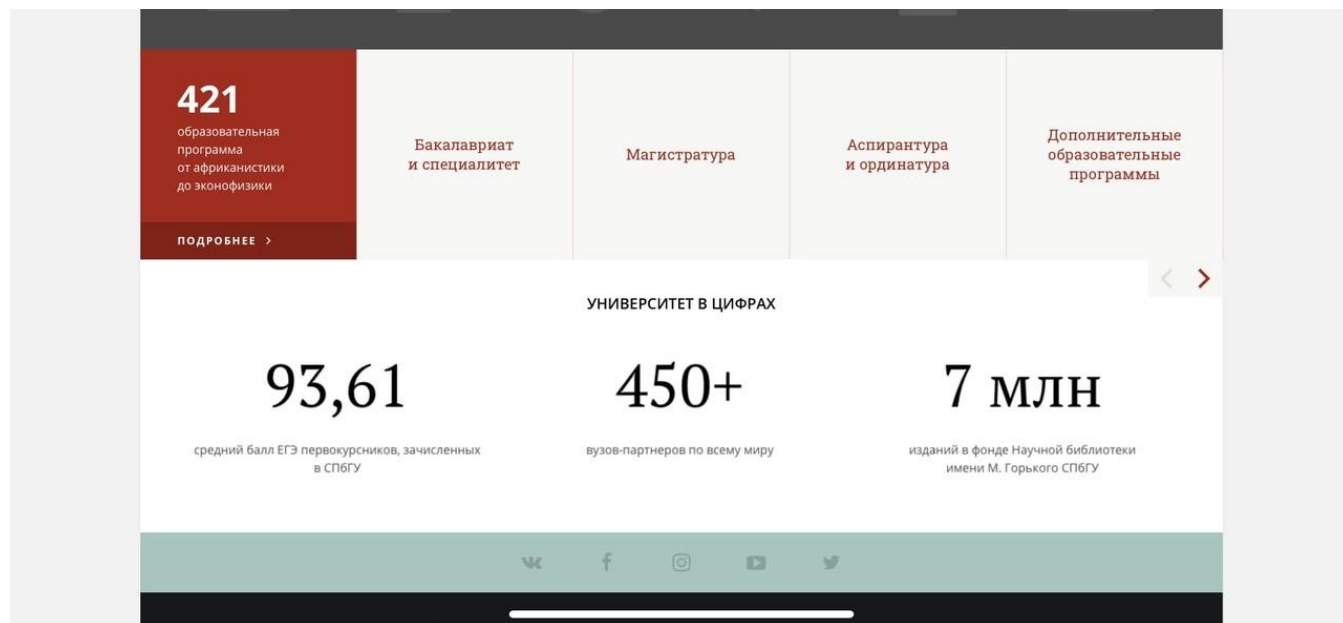 421
образовательная
программа
от африканистики
до эконофизики
ПОДРОБНЕЕ >
Бакалавриат
и специалитет
Магистратура
Аспирантура
и ординатура
Дополнительные
образовательные
программы
УНИВЕРСИТЕТ В ЦИФРАХ
93,61
средний балл ЕГЭ первокурсников, зачисленных
в СПбГУ
450+
вузов-партнеров по всему миру
7 млн
изданий в фонде Научной библиотеки
имени М. Горького СПбГУ